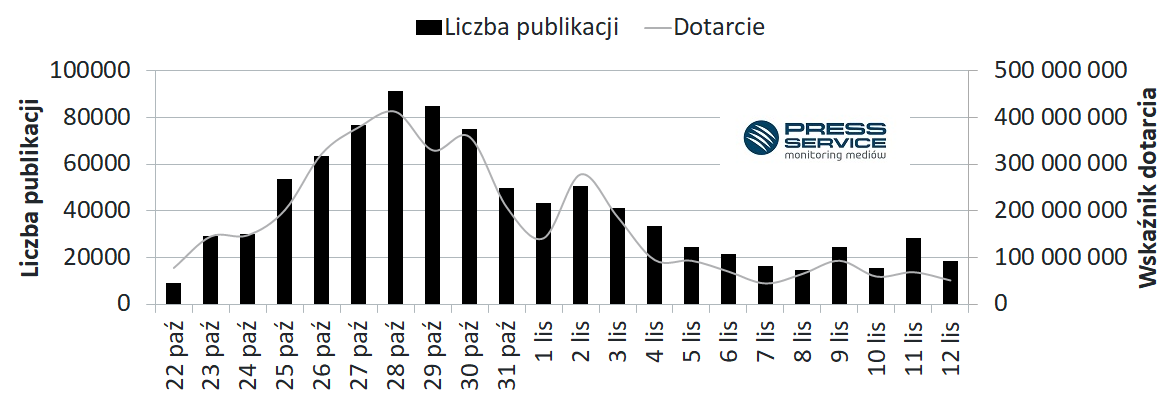 Liczba publikacji Dotarcie
Liczba publikacji
100000
80000
60000
40000
20000
0
PRESS
SERVICE
monitoring mediów
500 000 000
400 000 000
300 000 000
200 000 000
100 000 000
0
Wskaźnik dotarcia
22 paź
23 paź
24 paź
25 paź
26 paź
27 paź
28 paź
29 paź
30 paź
31 paź
1 lis
2 lis
3 lis
4 lis
5 lis
6 lis
7 lis
8 lis
9 lis
10 lis
11 lis
12 lis